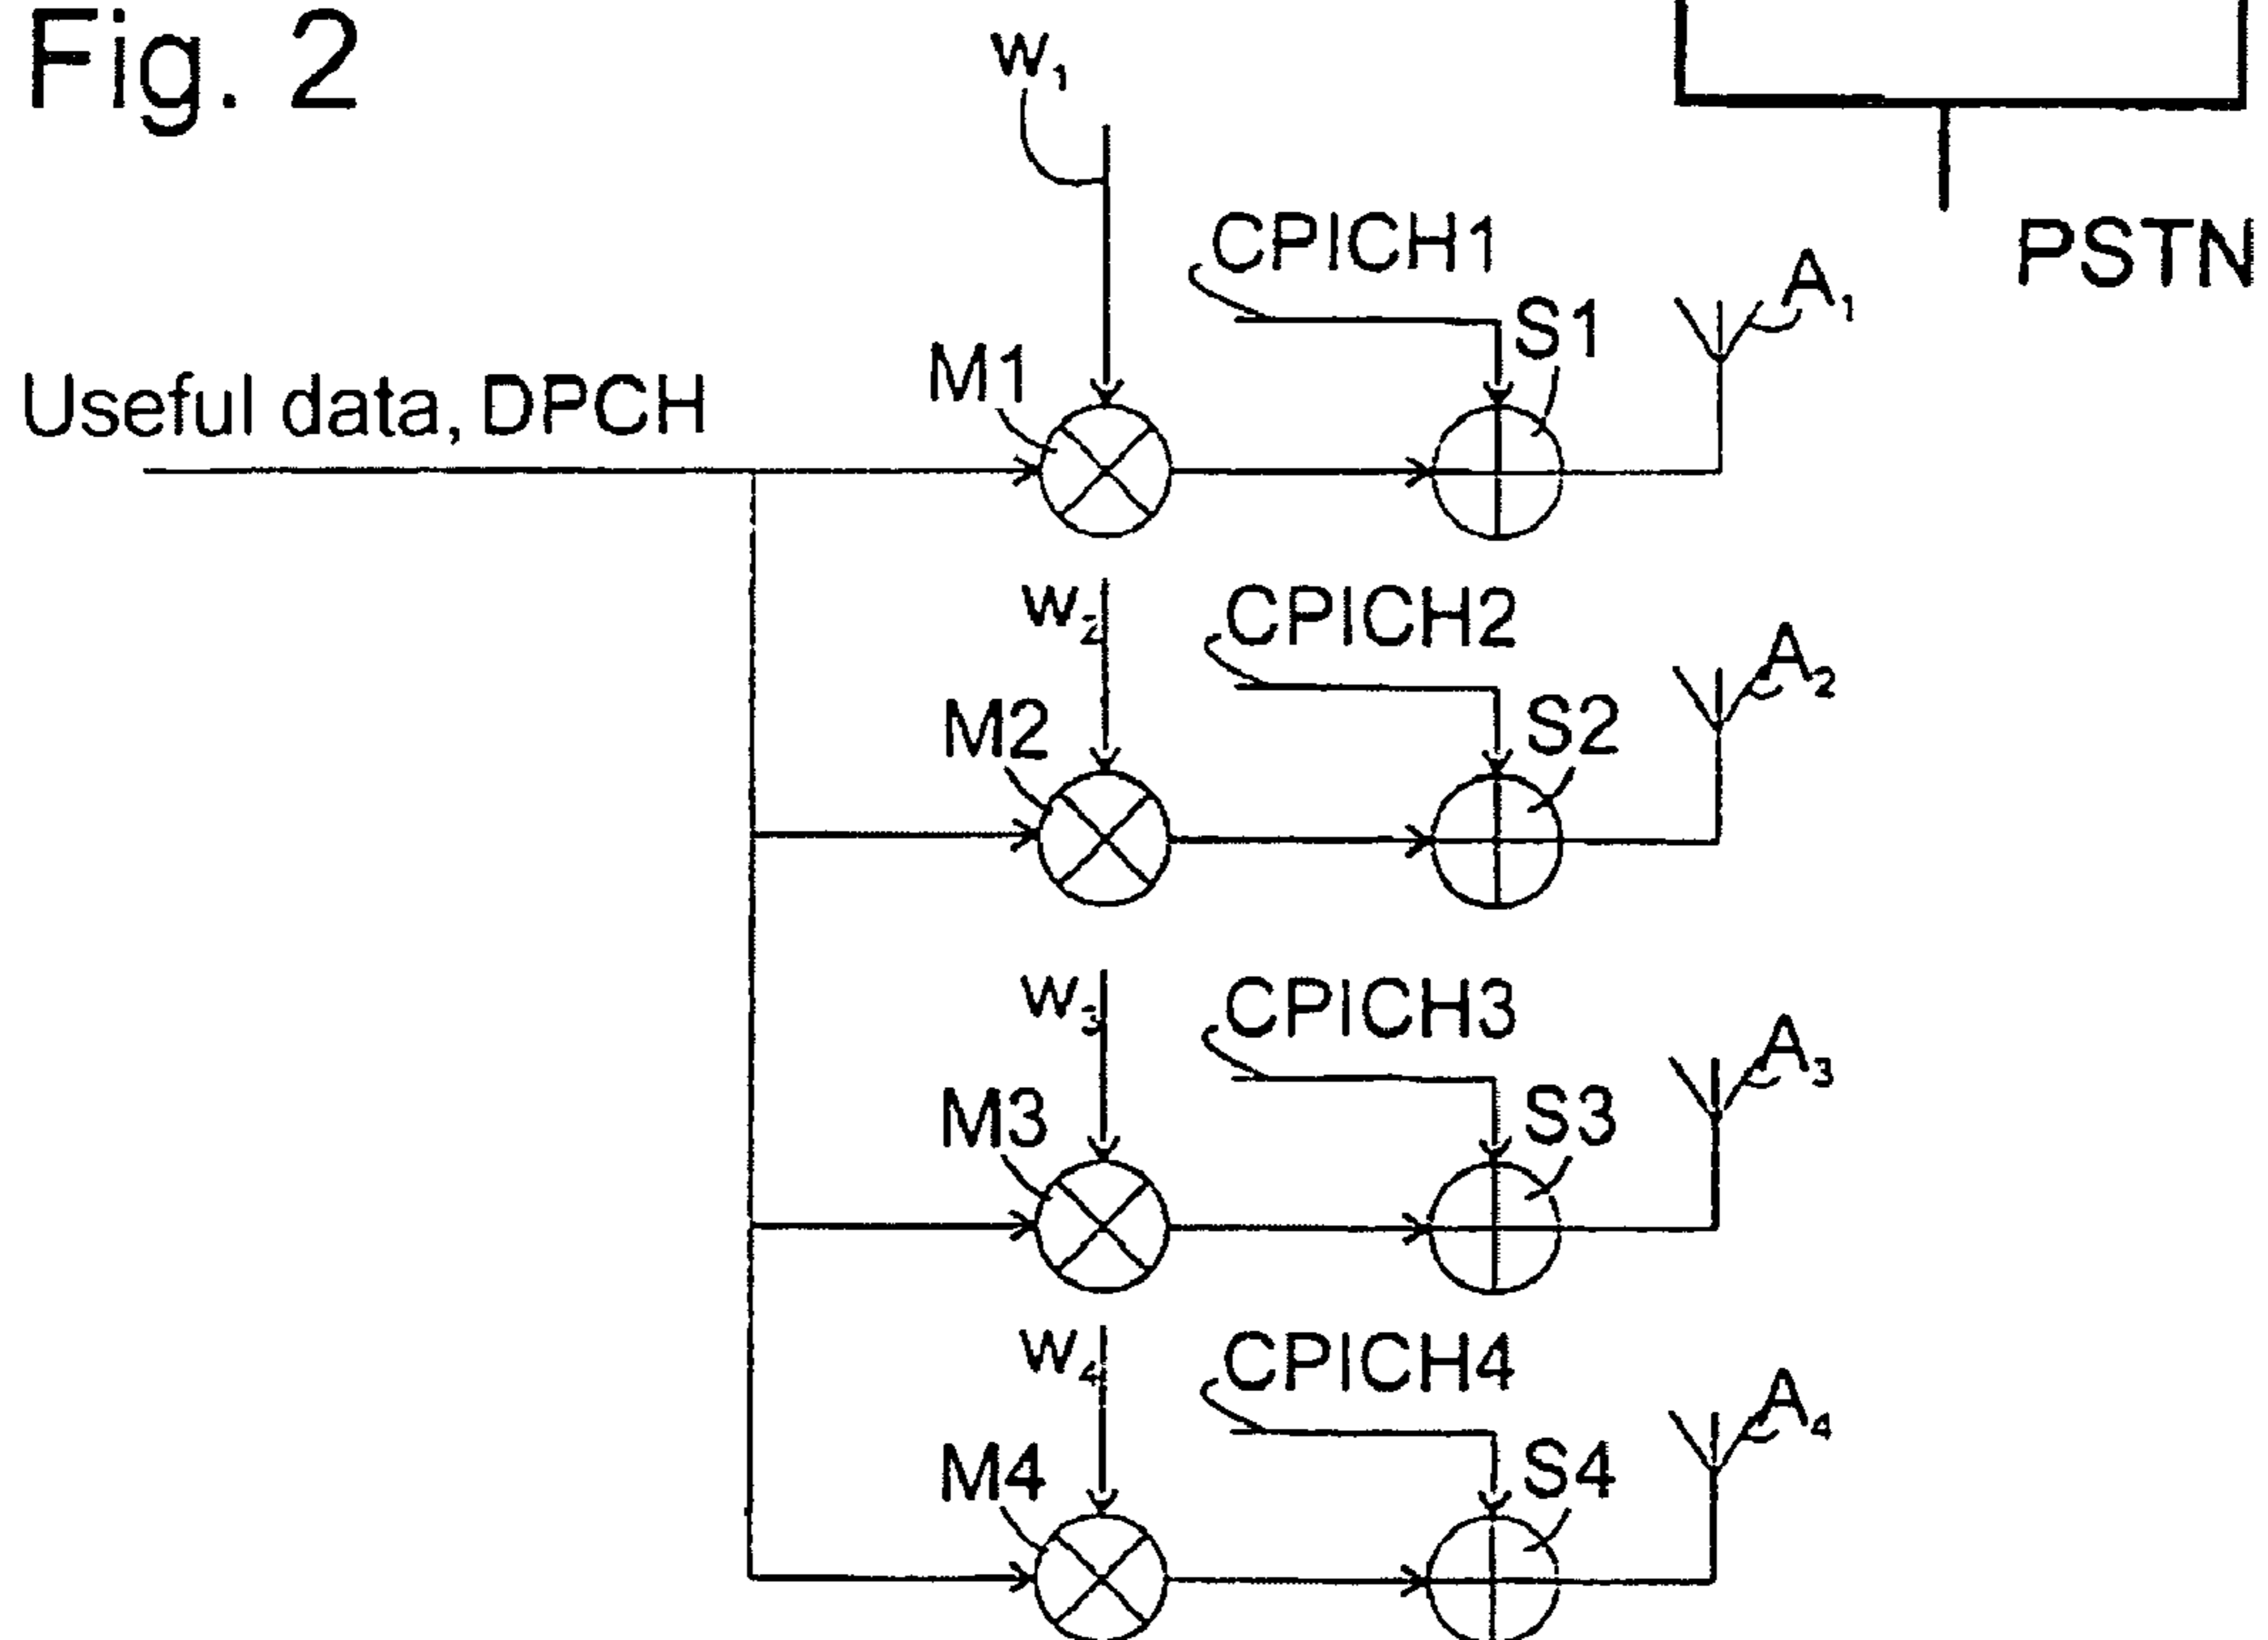 Fig. 2
w₁
CPICH1
PSTN
A₁
S1
M1
Useful data, DPCH
w₂
CPICH2
A₂
M2
S2
w₃
CPICH3
A₃
M3
S3
w₄
CPICH4
A₄
M4
S4